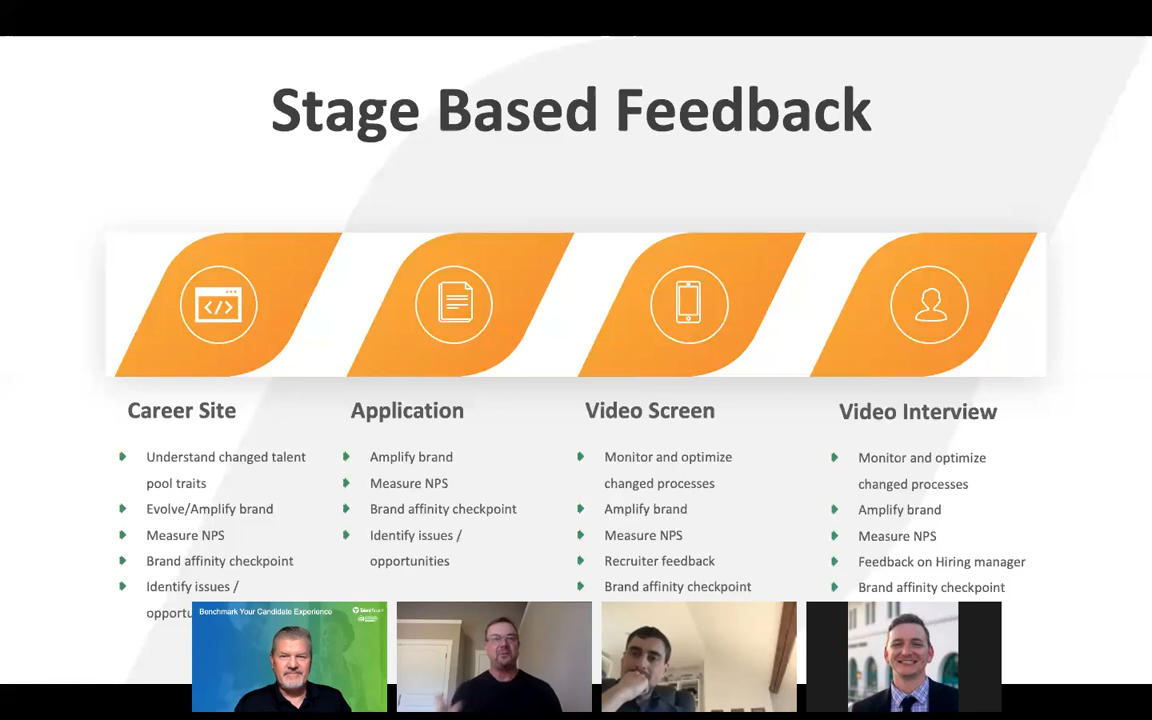 Stage Based Feedback
Career Site
Understand changed talent
pool traits
Evolve/Amplify brand
Measure NPS
Brand affinity checkpoint
Identify issues /
Application
Amplify brand
Measure NPS
Brand affinity checkpoint
Identify issues /
opportunities
Video Screen
Monitor and optimize
changed processes
Amplify brand
Measure NPS
Recruiter feedback
Brand affinity checkpoint
Video Interview
Monitor and optimize
changed processes
Amplify brand
Measure NPS
Feedback on Hiring manager
Brand affinity checkpoint
Benchmark Your Candidate Experience